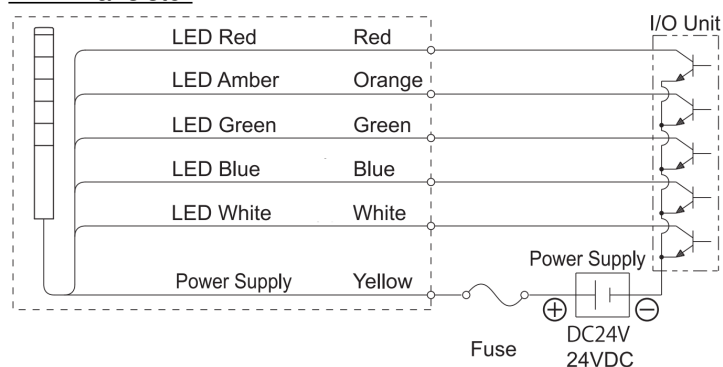 I/O Unit
LED Red Red
LED Amber Orange
LED Green Green
LED Blue Blue
LED White White
Power Supply Yellow
Power Supply
⊕ ⊖
Fuse
DC24V
24VDC